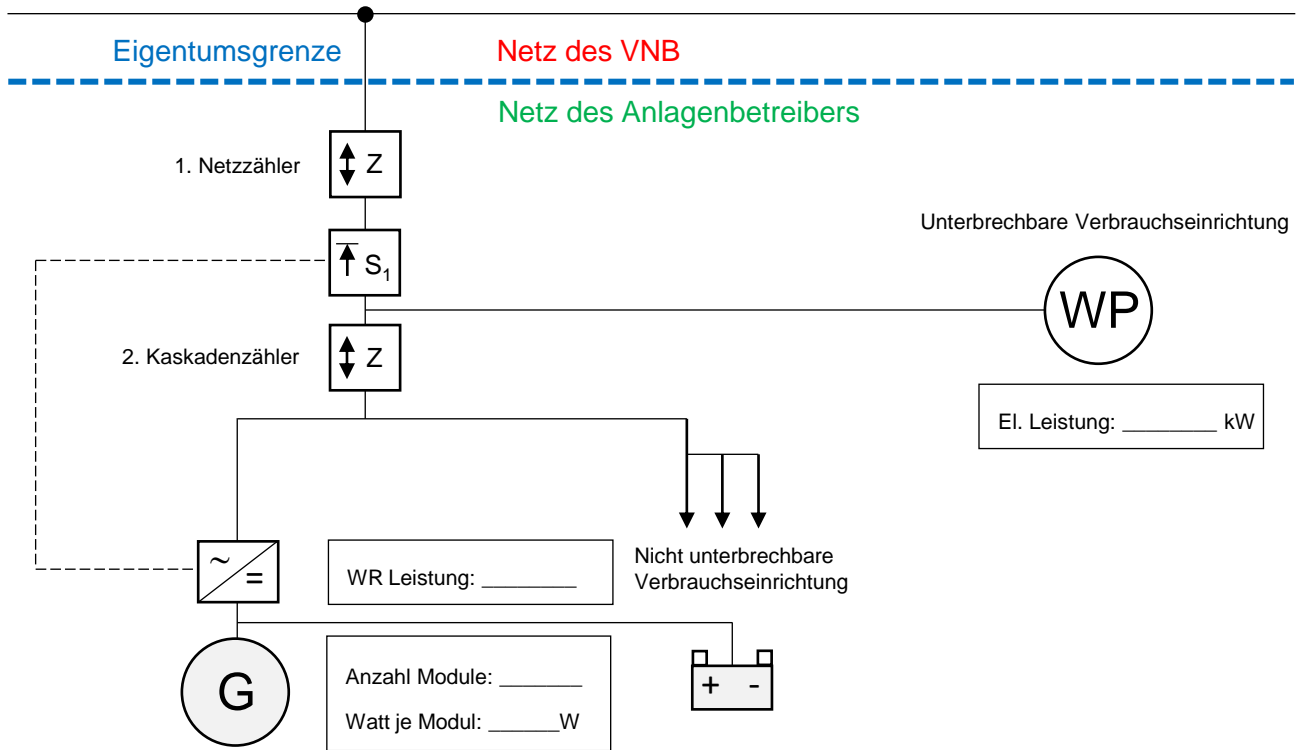 Eigentumsgrenze
Netz des VNB
Netz des Anlagenbetreibers
1. Netzzähler
Z
Unterbrechbare Verbrauchseinrichtung
S₁
WP
2. Kaskadenzähler
Z
El. Leistung: ________ kW
Nicht unterbrechbare
Verbrauchseinrichtung
~
=
WR Leistung: ________
G
Anzahl Module: _______
Watt je Modul: ______W
+ -